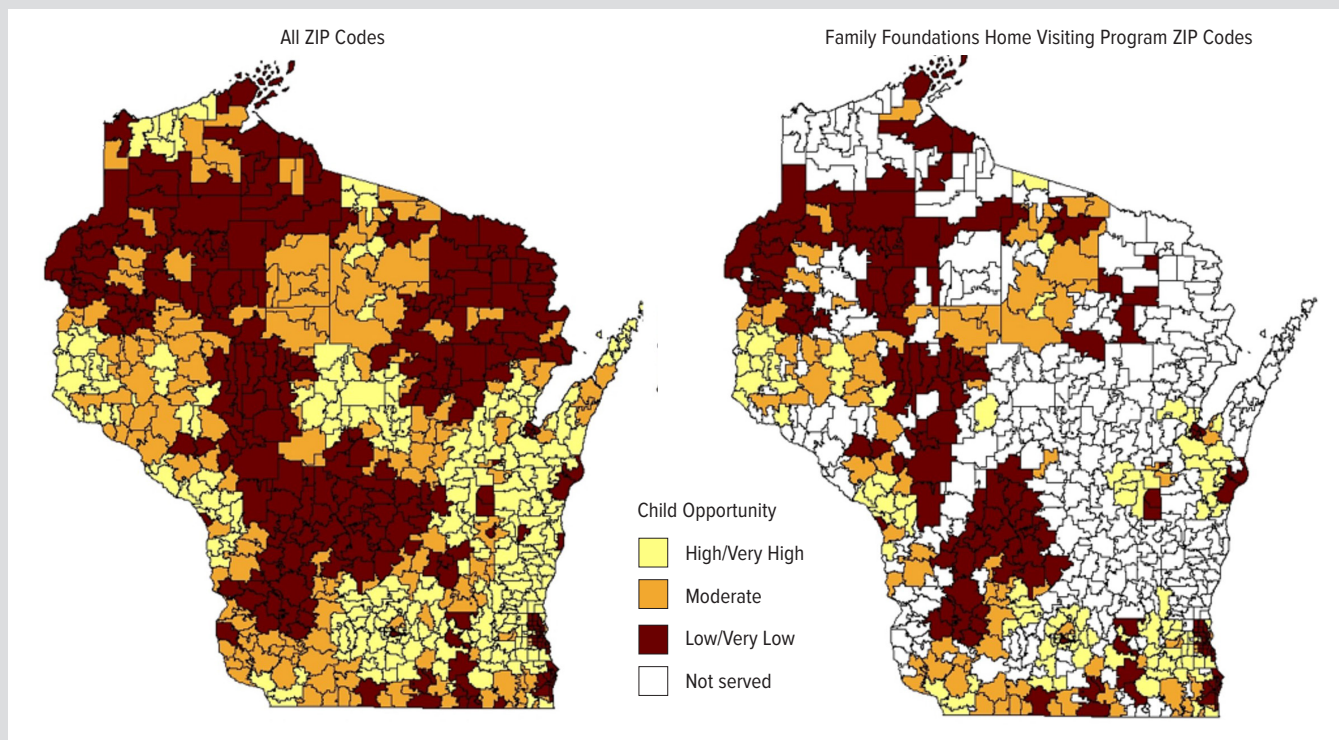 All ZIP Codes
Family Foundations Home Visiting Program ZIP Codes
Child Opportunity
High/Very High
Moderate
Low/Very Low
Not served